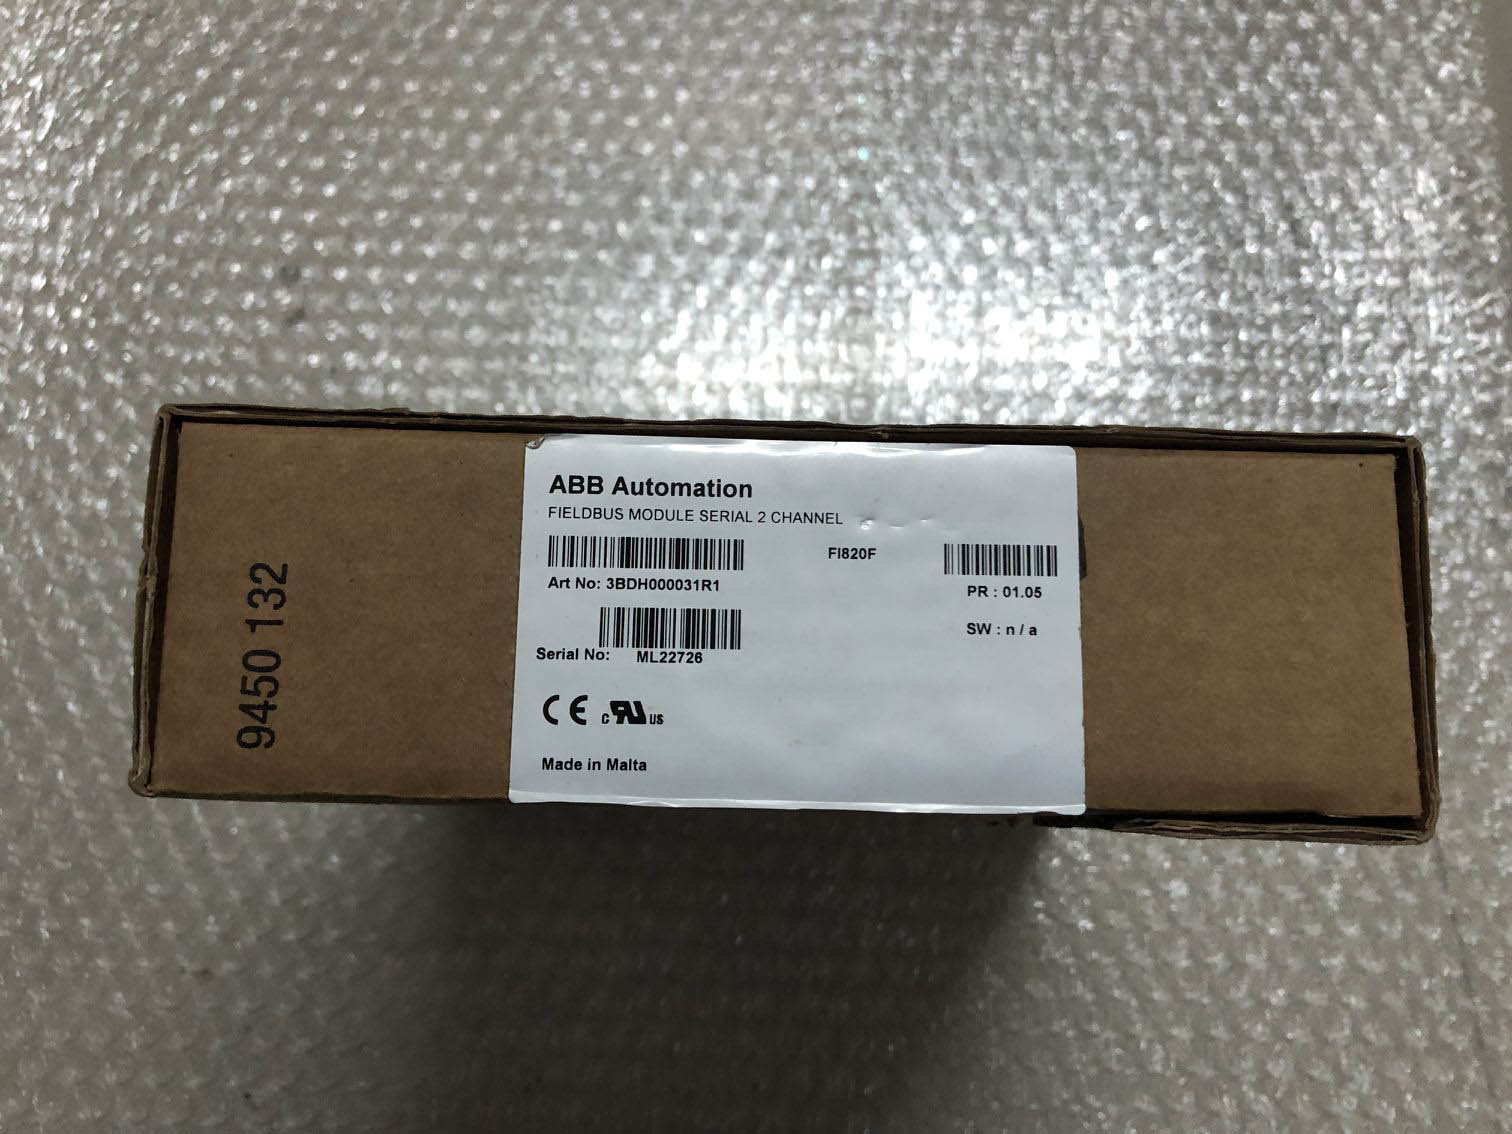 ABB Automation
FIELDBUS MODULE SERIAL 2 CHANNEL
FI820F
Art No: 3BDH000031R1
PR : 01.05
SW : n / a
Serial No: ML22726
CE c RU US
Made in Malta
9450 132